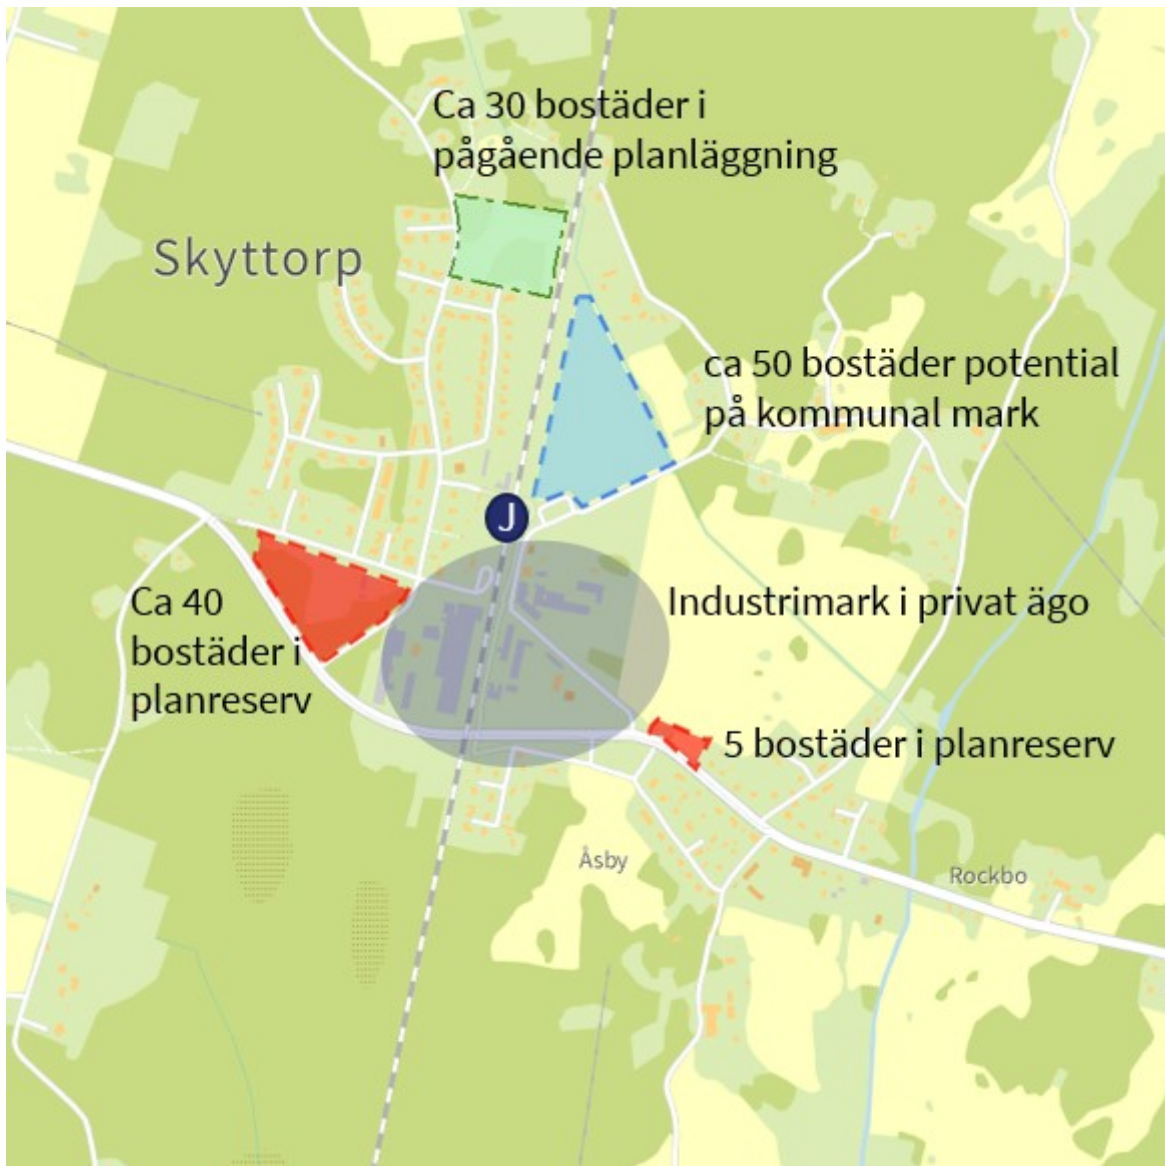 Ca 30 bostäder i
pågående planläggning
Skyttorp
ca 50 bostäder potential
på kommunal mark
J
Ca 40
bostäder i
planreserv
Industrimark i privat ägo
5 bostäder i planreserv
Åsby
Rockbo